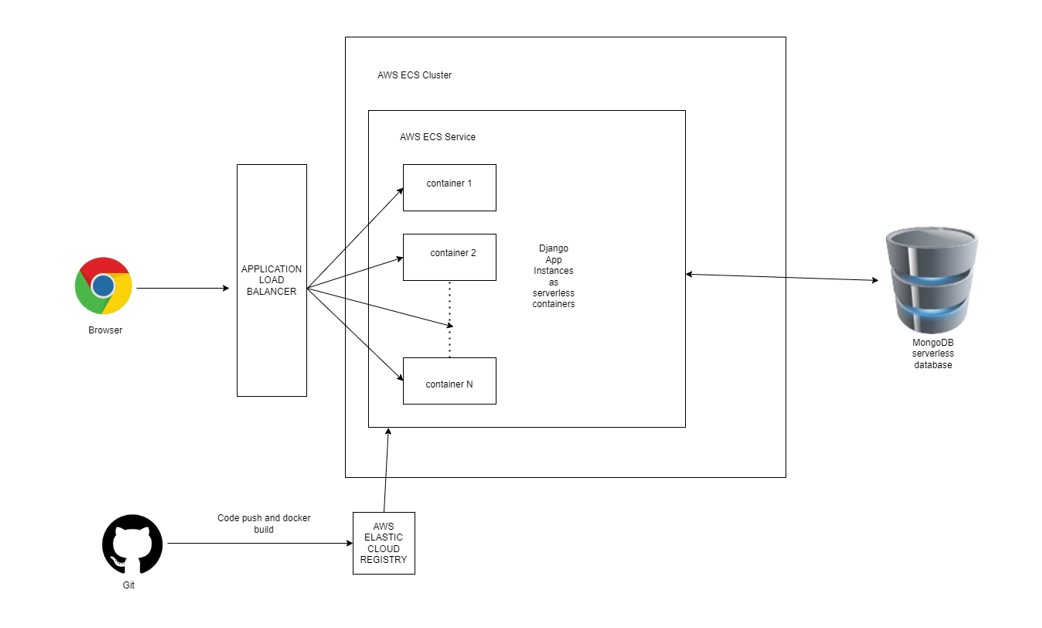 AWS ECS Cluster
AWS ECS Service
container 1
container 2
container N
Django
App
Instances
as
serverless
containers
APPLICATION
LOAD
BALANCER
Browser
MongoDB
serverless
database
Code push and docker
build
AWS
ELASTIC
CLOUD
REGISTRY
Git